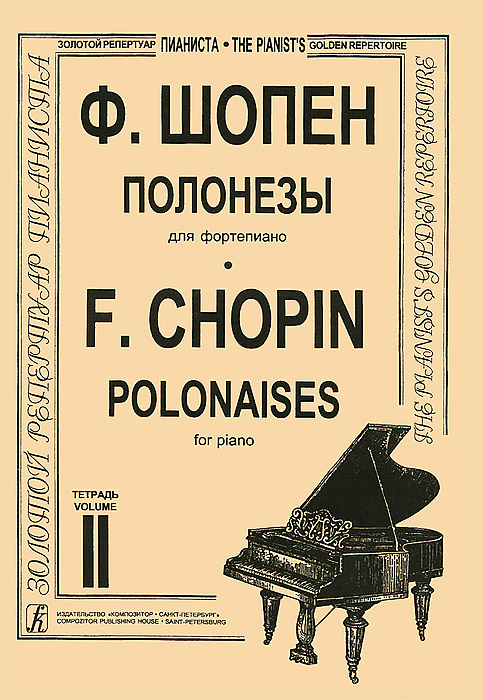 ЗОЛОТОЙ РЕПЕРТУАР ПИАНИСТА • THE PIANIST'S GOLDEN REPERTOIRE
ЗОЛОТОЙ РЕПЕРТУАР ПИАНИСТА
THE PIANIST'S GOLDEN REPERTOIRE
Ф. ШОПЕН
ПОЛОНЕЗЫ
для фортепиано
•
F. CHOPIN
POLONAISES
for piano
ТЕТРАДЬ
VOLUME
II
ИЗДАТЕЛЬСТВО «КОМПОЗИТОР • САНКТ-ПЕТЕРБУРГ»
COMPOZITOR PUBLISHING HOUSE • SAINT-PETERSBURG